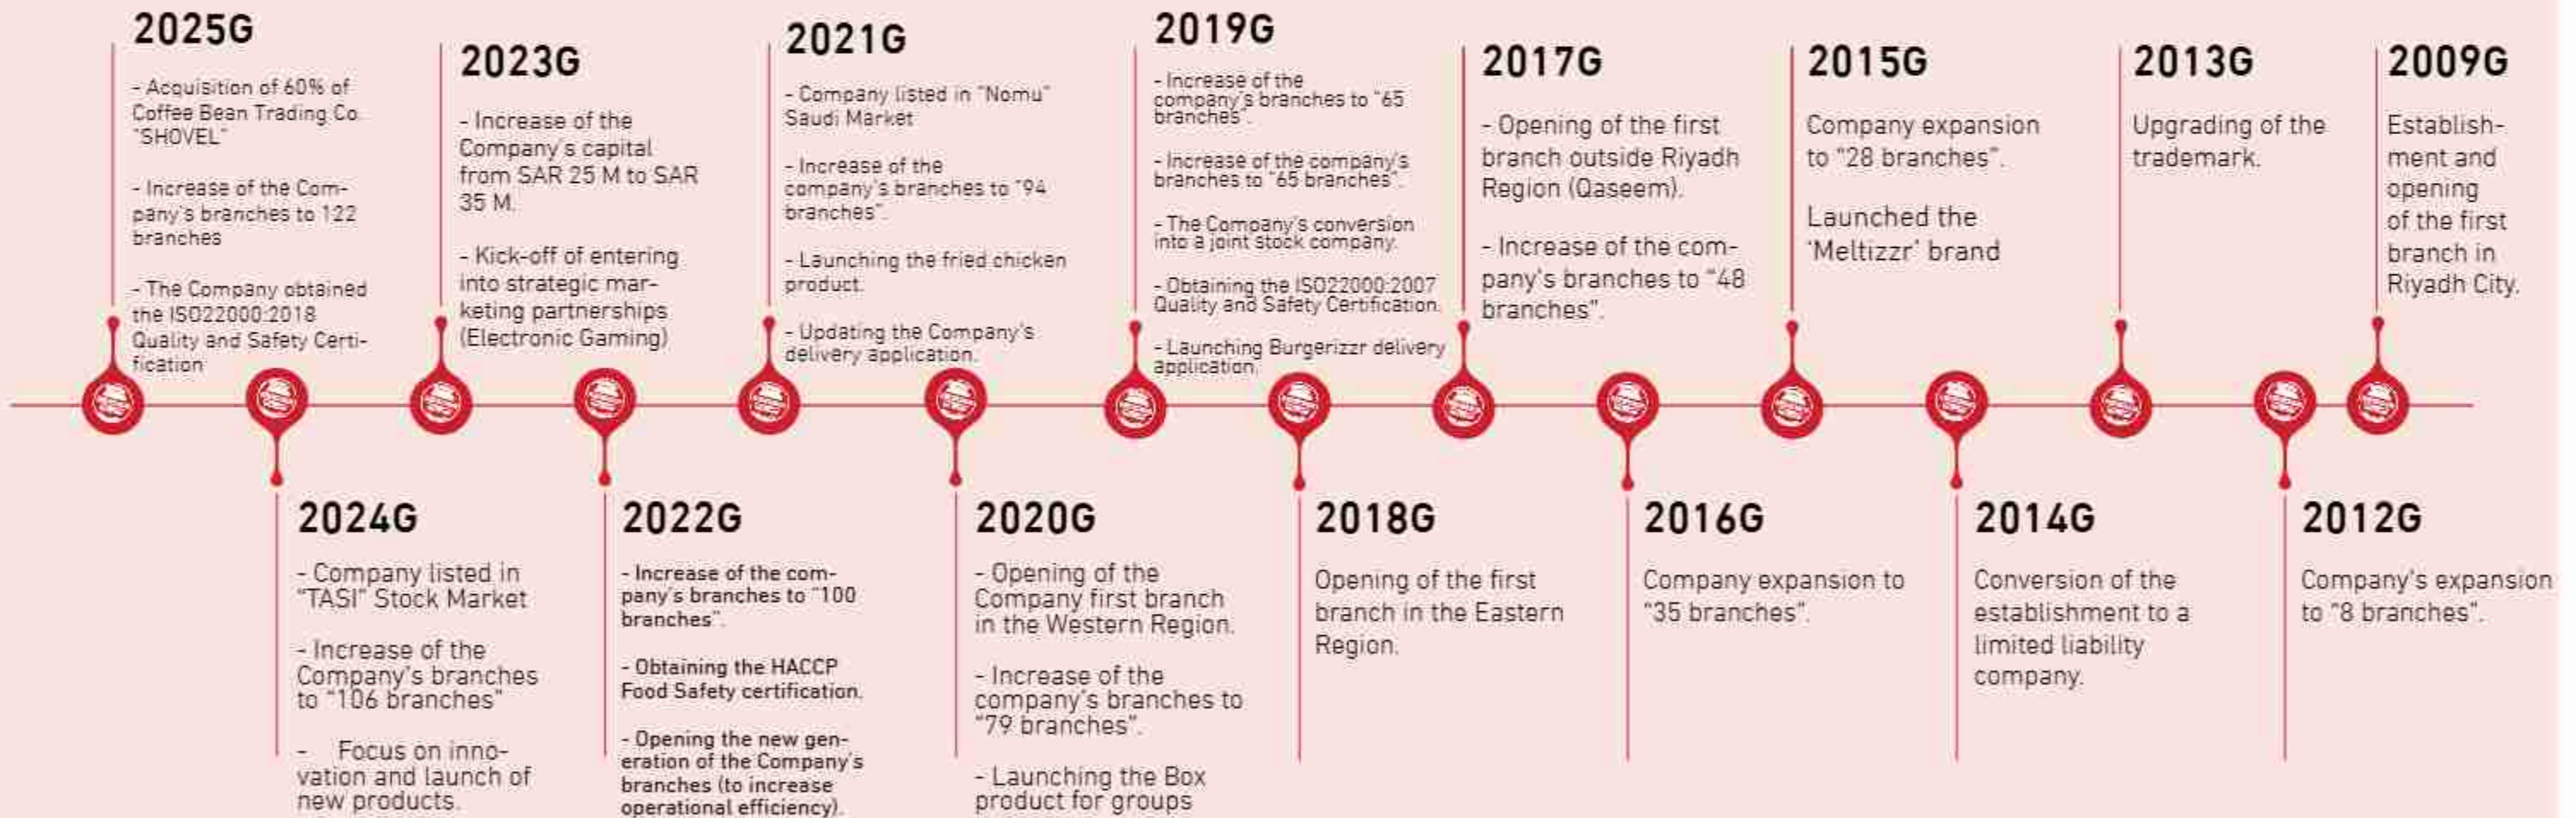 2025G
- Acquisition of 60% of
Coffee Bean Trading Co.
"SHOVEL"
- Increase of the Com-
pany's branches to 122
branches
- The Company obtained
the ISO22000:2018
Quality and Safety Certi-
fication
2023G
- Increase of the
Company's capital
from SAR 25 M to SAR
35 M.
- Kick-off of entering
into strategic mar-
keting partnerships
(Electronic Gaming)
2021G
- Company listed in "Nomu"
Saudi Market
- Increase of the
company's branches to "94
branches".
- Launching the fried chicken
product.
- Updating the Company's
delivery application.
2019G
- Increase of the
company's branches to "65
branches".
- Increase of the company's
branches to "65 branches".
- The Company's conversion
into a joint stock company.
- Obtaining the ISO22000:2007
Quality and Safety Certification.
- Launching Burgerizzr delivery
application.
2017G
- Opening of the first
branch outside Riyadh
Region (Qaseem).
- Increase of the com-
pany's branches to "48
branches".
2015G
Company expansion
to "28 branches".
Launched the
'Meltizzr' brand
2013G
Upgrading of the
trademark.
2009G
Establish-
ment and
opening
of the first
branch in
Riyadh City.
2024G
- Company listed in
"TASI" Stock Market
- Increase of the
Company's branches
to "106 branches"
- Focus on inno-
vation and launch of
new products.
2022G
- Increase of the com-
pany's branches to "100
branches".
- Obtaining the HACCP
Food Safety certification.
- Opening the new gen-
eration of the Company's
branches (to increase
operational efficiency).
2020G
- Opening of the
Company first branch
in the Western Region.
- Increase of the
company's branches to
"79 branches".
- Launching the Box
product for groups
2018G
Opening of the first
branch in the Eastern
Region.
2016G
Company expansion to
"35 branches".
2014G
Conversion of the
establishment to a
limited liability
company.
2012G
Company's expansion
to "8 branches".